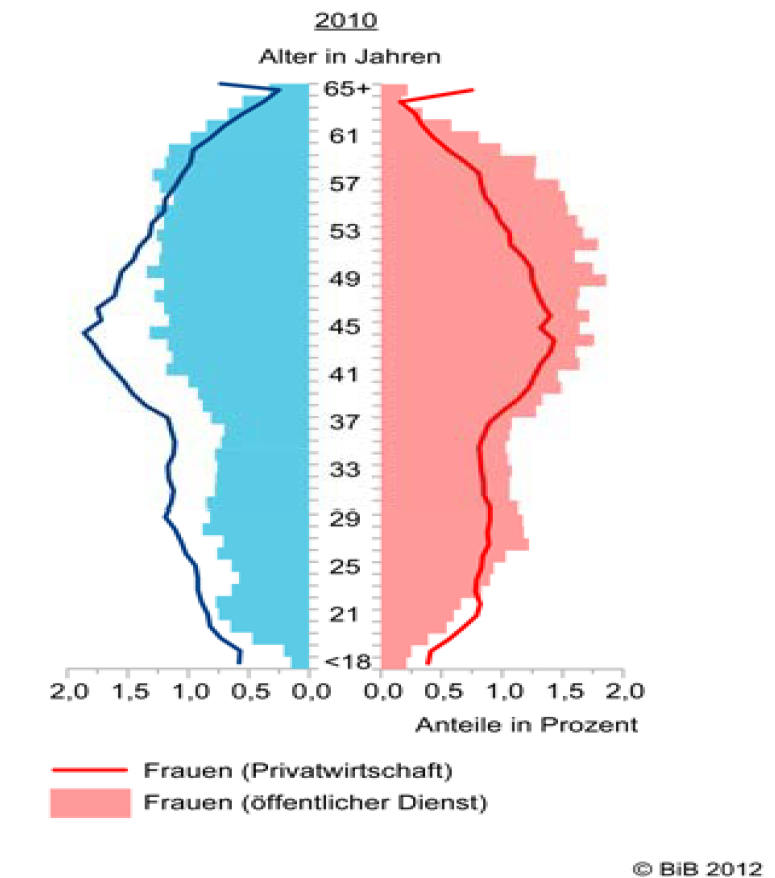 2010
Alter in Jahren
65+
61
57
53
49
45
41
37
33
29
25
21
<18
2,0 1,5 1,0 0,5 0,0 0,0 0,5 1,0 1,5 2,0
Anteile in Prozent
Frauen (Privatwirtschaft)
Frauen (öffentlicher Dienst)
© BiB 2012